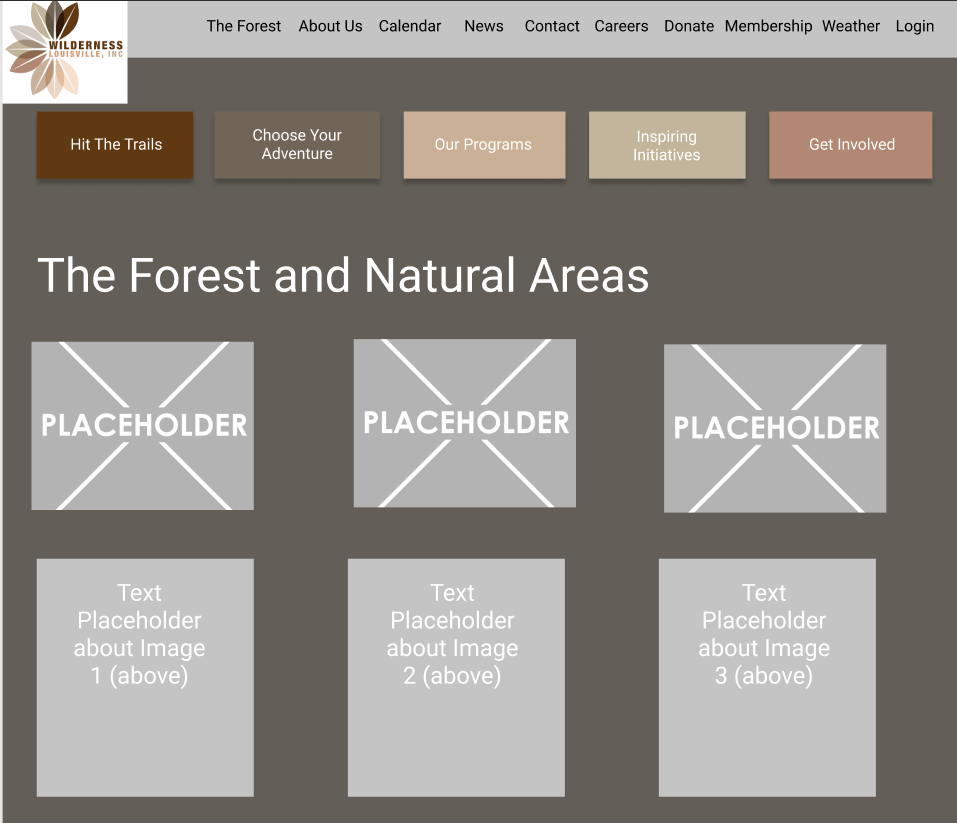 WILDERNESS
LOUISVILLE, INC
The Forest About Us Calendar News Contact Careers Donate Membership Weather Login
Hit The Trails
Choose Your
Adventure
Our Programs
Inspiring
Initiatives
Get Involved
The Forest and Natural Areas
PLACEHOLDER
PLACEHOLDER
PLACEHOLDER
Text
Placeholder
about Image
1 (above)
Text
Placeholder
about Image
2 (above)
Text
Placeholder
about Image
3 (above)